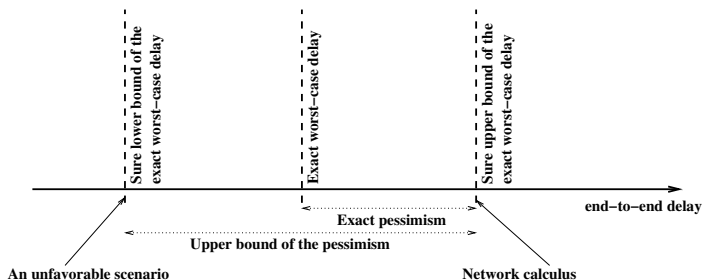 Sure lower bound of the
exact worst-case delay
Exact worst-case delay
Sure upper bound of the
exact worst-case delay
end-to-end delay
Exact pessimism
Upper bound of the pessimism
An unfavorable scenario
Network calculus